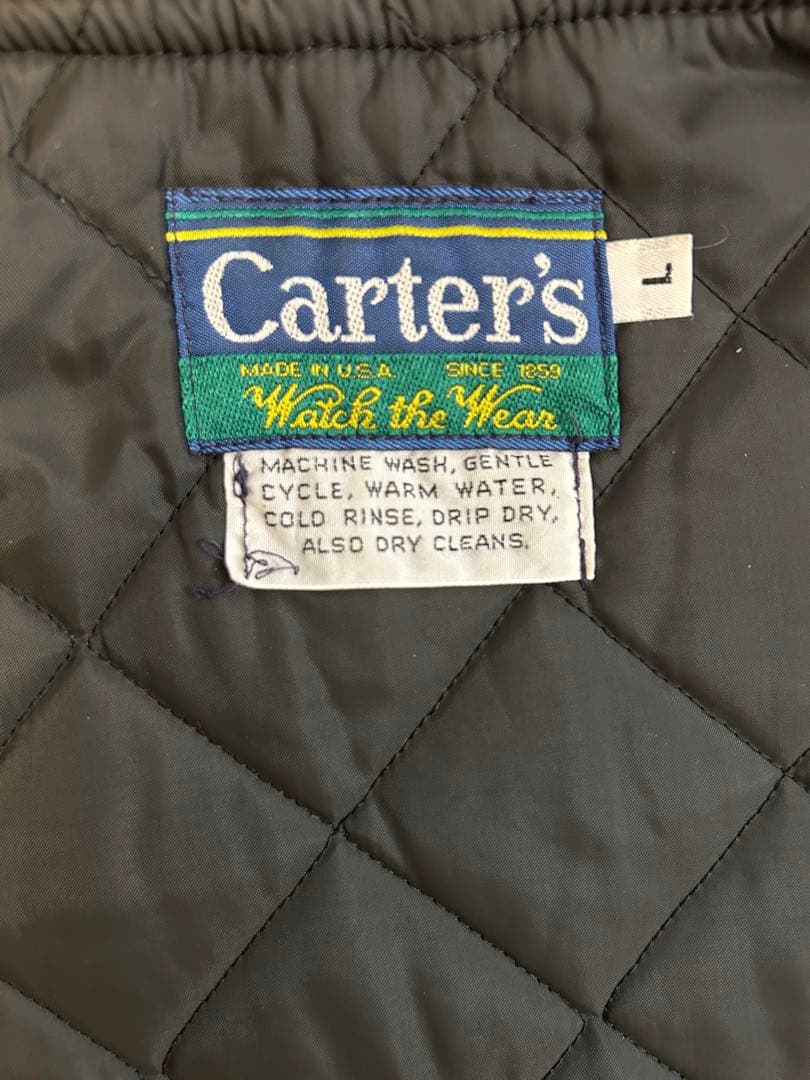 Carter's
MADE IN U.S.A. SINCE 1859
Watch the Wear
L
MACHINE WASH, GENTLE
CYCLE, WARM WATER,
COLD RINSE, DRIP DRY,
ALSO DRY CLEANS.